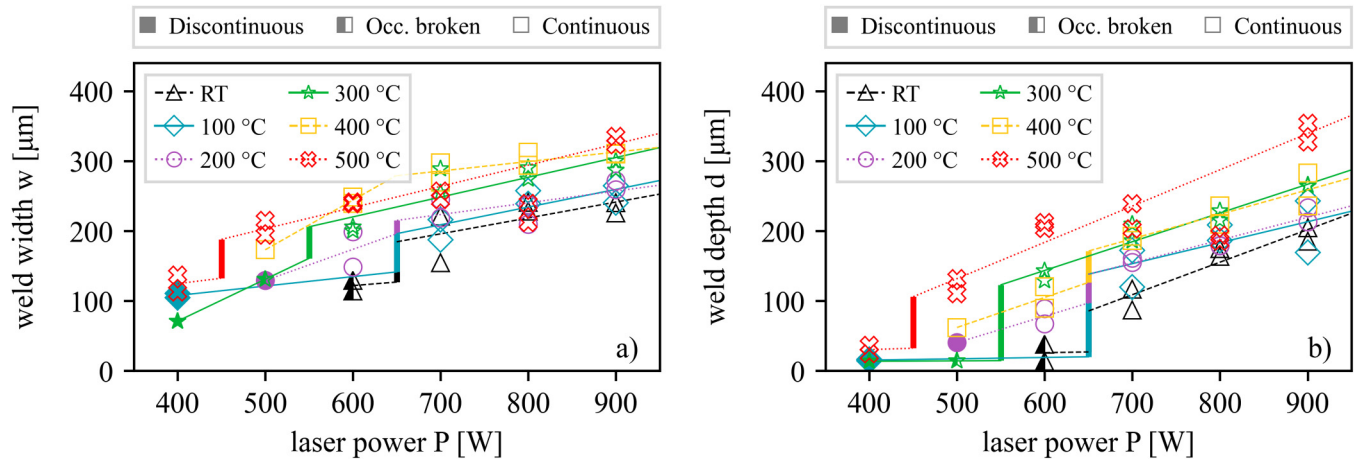 Discontinuous Occ. broken Continuous
weld width w [µm]
400
300
200
100
0
RT 300 °C
100 °C 400 °C
200 °C 500 °C
a)
400 500 600 700 800 900
laser power P [W]
Discontinuous Occ. broken Continuous
weld depth d [µm]
400
300
200
100
0
RT 300 °C
100 °C 400 °C
200 °C 500 °C
b)
400 500 600 700 800 900
laser power P [W]